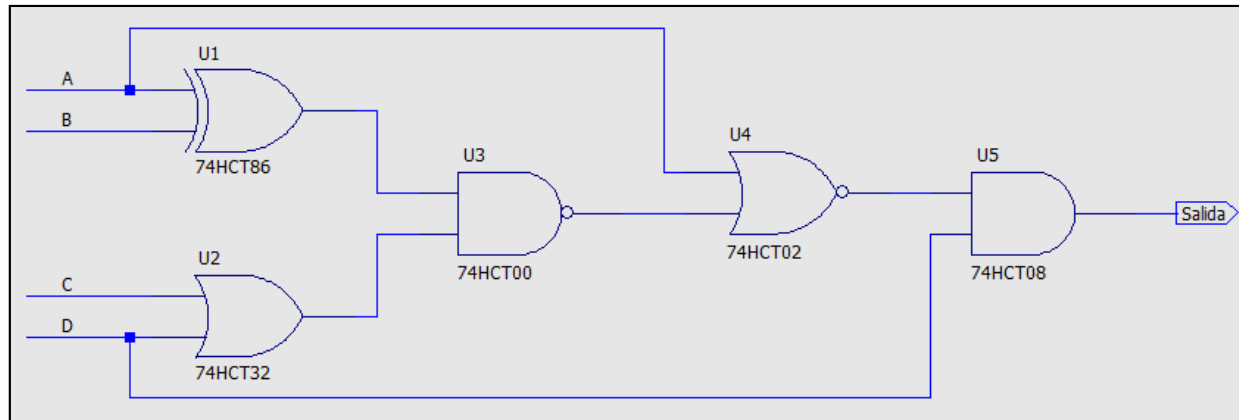 U1
A
B
74HCT86
U3
U4
U5
Salida
74HCT00
74HCT02
74HCT08
U2
C
D
74HCT32